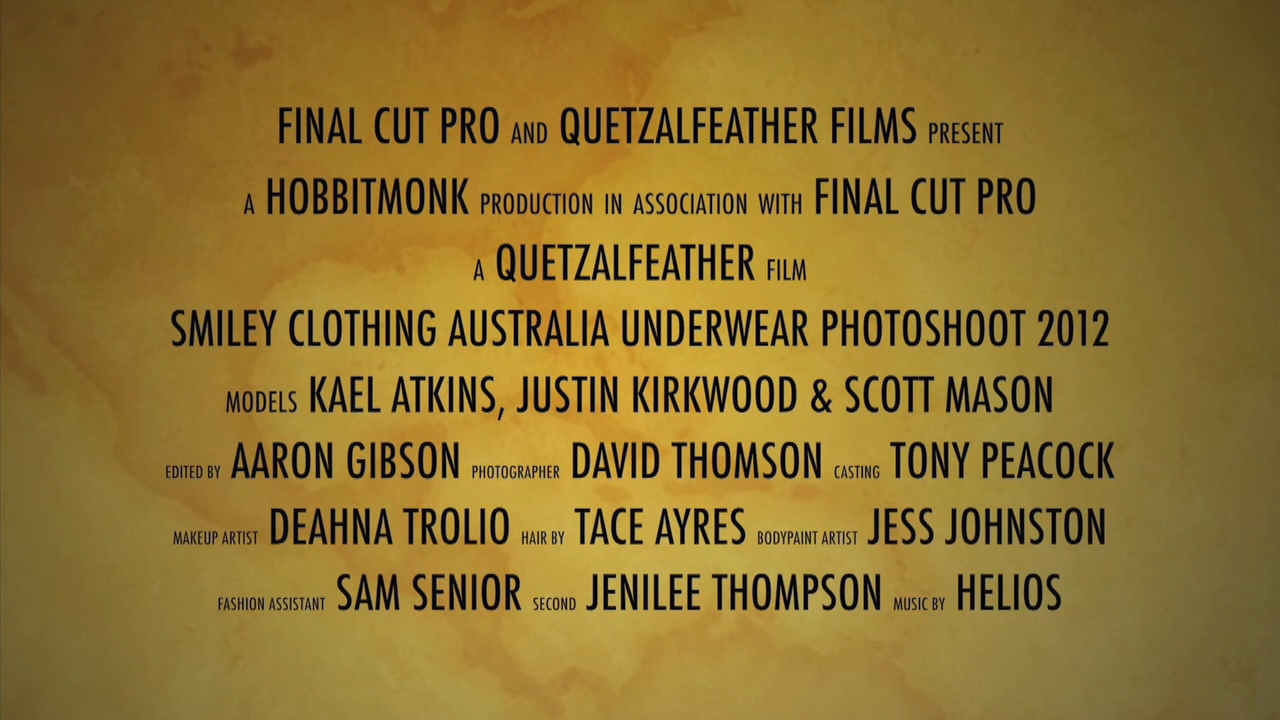 FINAL CUT PRO AND QUETZALFEATHER FILMS PRESENT
A HOBBITMONK PRODUCTION IN ASSOCIATION WITH FINAL CUT PRO
A QUETZALFEATHER FILM
SMILEY CLOTHING AUSTRALIA UNDERWEAR PHOTOSHOOT 2012
MODELS KAEL ATKINS, JUSTIN KIRKWOOD & SCOTT MASON
EDITED BY AARON GIBSON PHOTOGRAPHER DAVID THOMSON CASTING TONY PEACOCK
MAKEUP ARTIST DEAHNA TROLIO HAIR BY TACE AYRES BODYPAINT ARTIST JESS JOHNSTON
FASHION ASSISTANT SAM SENIOR SECOND JENILEE THOMPSON MUSIC BY HELIOS